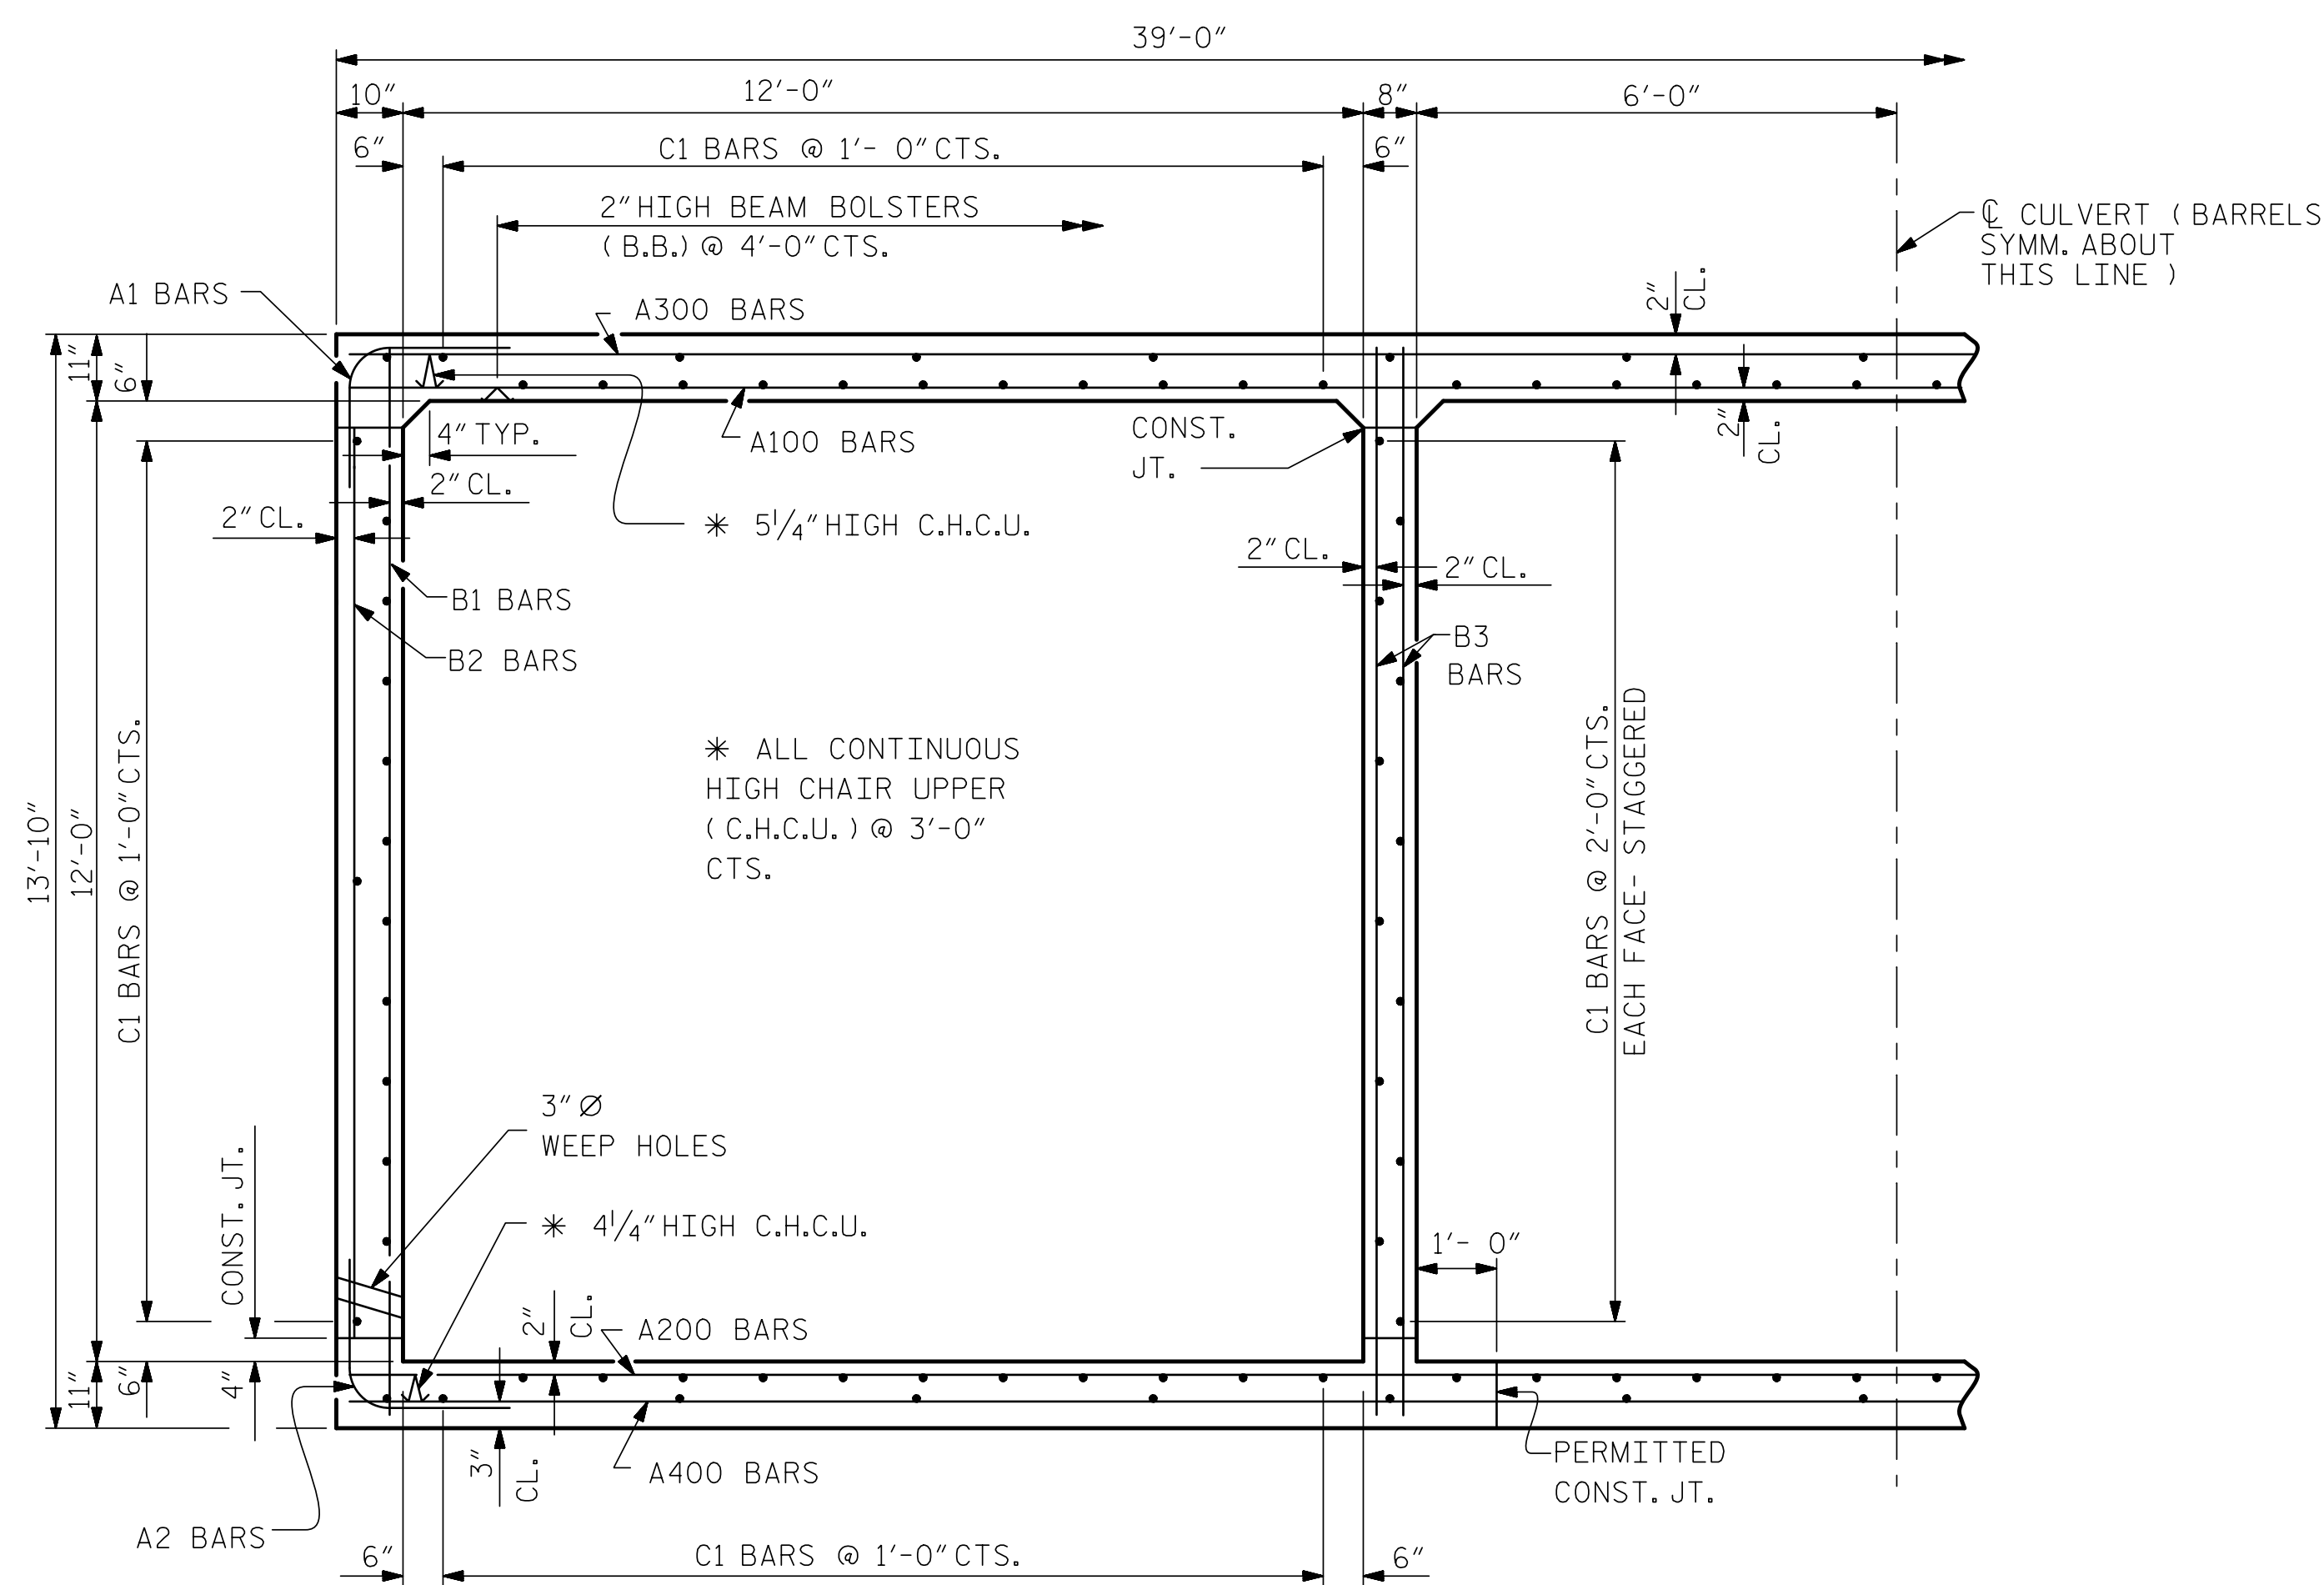 39'-0"
10"
12'-0"
8"
6'-0"
6"
C1 BARS @ 1'- 0" CTS.
6"
2" HIGH BEAM BOLSTERS
( B.B.) @ 4'-0" CTS.
℄ CULVERT ( BARRELS
SYMM. ABOUT
THIS LINE )
A1 BARS
A300 BARS
2"
CL.
11"
6"
4" TYP.
A100 BARS
CONST.
JT.
2"
CL.
2" CL.
2" CL.
✳ 5¼" HIGH C.H.C.U.
2" CL.
2" CL.
B1 BARS
B2 BARS
B3
BARS
13'-10"
12'-0"
C1 BARS @ 1'-0" CTS.
✳ ALL CONTINUOUS
HIGH CHAIR UPPER
( C.H.C.U. ) @ 3'-0"
CTS.
C1 BARS @ 2'-0" CTS.
EACH FACE- STAGGERED
3" Ø
WEEP HOLES
CONST. JT.
✳ 4¼" HIGH C.H.C.U.
1'- 0"
2"
CL.
A200 BARS
11"
6"
4"
3"
CL.
A400 BARS
PERMITTED
CONST. JT.
A2 BARS
6"
C1 BARS @ 1'-0" CTS.
6"